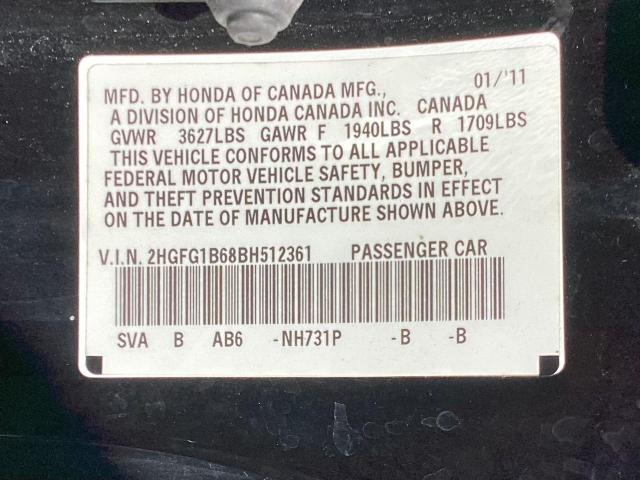 MFD. BY HONDA OF CANADA MFG., 01/'11
A DIVISION OF HONDA CANADA INC. CANADA
GVWR 3627LBS GAWR F 1940LBS R 1709LBS
THIS VEHICLE CONFORMS TO ALL APPLICABLE
FEDERAL MOTOR VEHICLE SAFETY, BUMPER,
AND THEFT PREVENTION STANDARDS IN EFFECT
ON THE DATE OF MANUFACTURE SHOWN ABOVE.
V.I.N. 2HGFG1B68BH512361 PASSENGER CAR
SVA B AB6 -NH731P -B -B